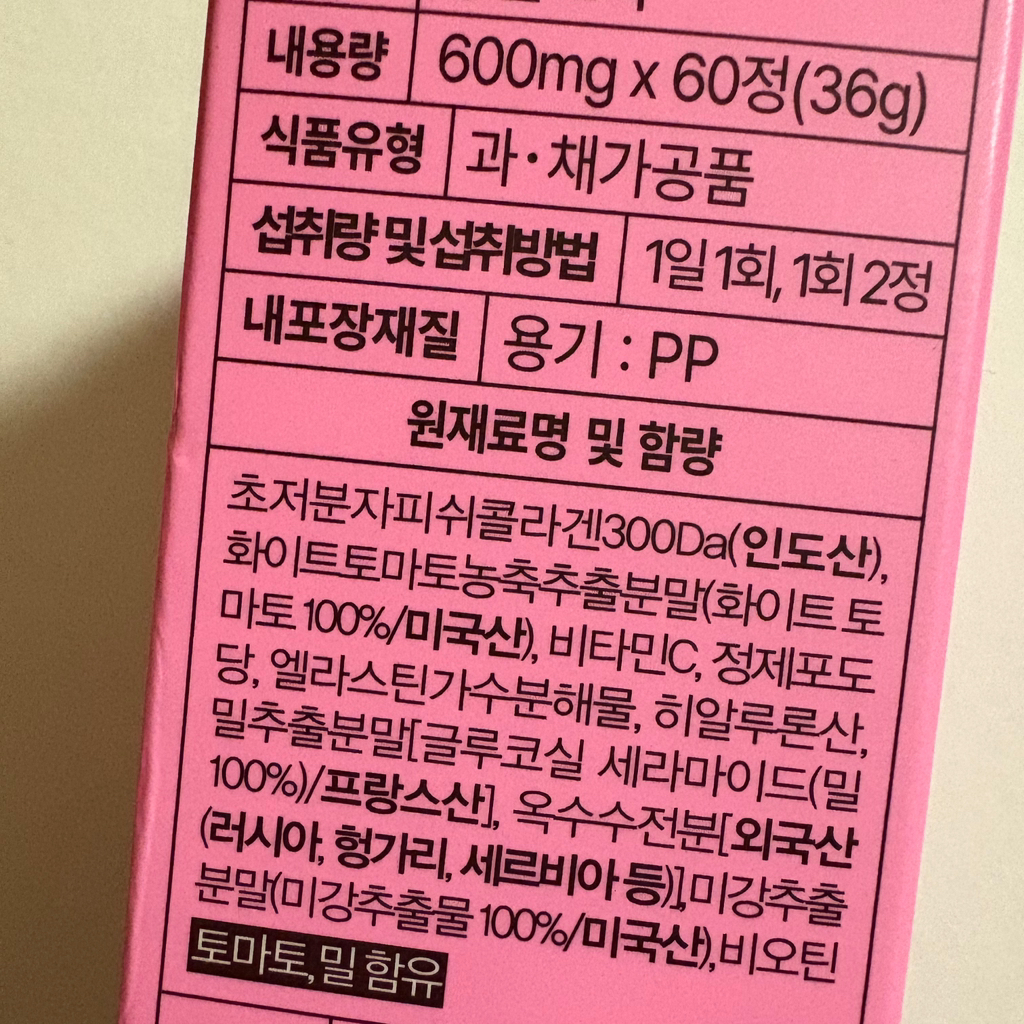 내용량 600mg x 60정(36g)
식품유형 과·채가공품
섭취량 및 섭취방법 1일 1회, 1회 2정
내포장재질 용기 : PP
원재료명 및 함량
초저분자피쉬콜라겐300Da(인도산),
화이트토마토농축추출분말(화이트 토
마토 100%/미국산), 비타민C, 정제포도
당, 엘라스틴가수분해물, 히알루론산,
밀추출분말[글루코실 세라마이드(밀
100%)/프랑스산], 옥수수전분[외국산
(러시아, 헝가리, 세르비아 등)],미강추출
분말(미강추출물 100%/미국산),비오틴
토마토,밀 함유